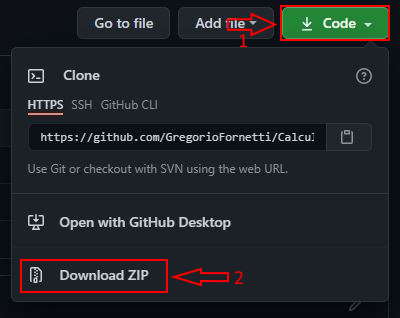 Go to file Add file Code
1
Clone
HTTPS SSH GitHub CLI
https://github.com/GregorioFornetti/Calcul
Use Git or checkout with SVN using the web URL.
Open with GitHub Desktop
Download ZIP 2